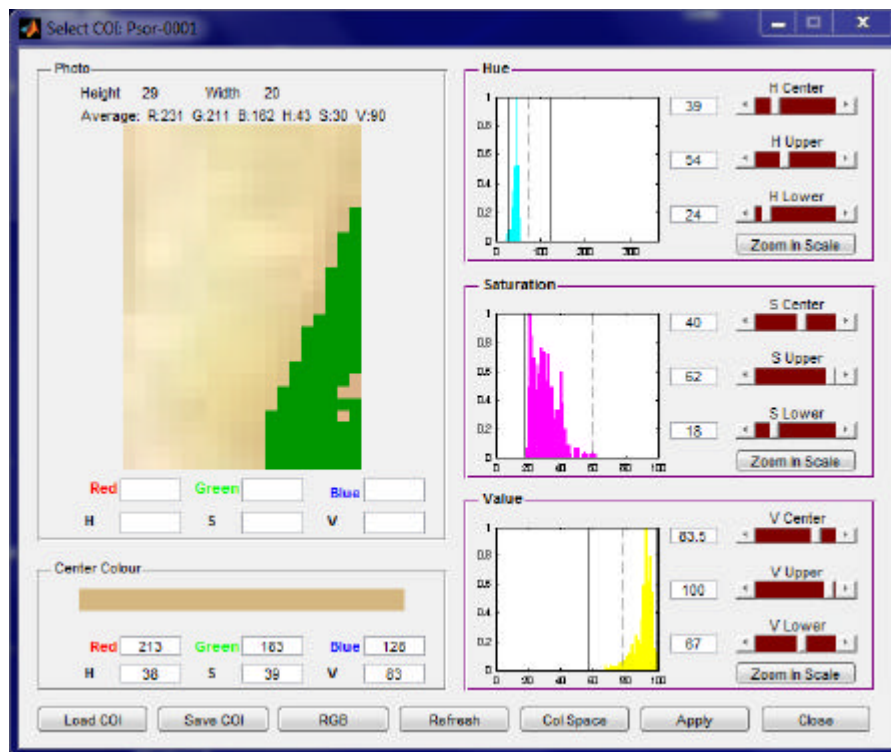 Select COI: Psor-0001
Photo
Height 29 Width 20
Average: R:231 G:211 B:162 H:43 S:30 V:90
Red Green Blue
H S V
Center Colour
Red 213 Green 183 Blue 128
H 38 S 39 V 83
Hue
1
0.8
0.6
0.4
0.2
0
0 100 200 300
H Center
39
H Upper
54
H Lower
24
Zoom In Scale
Saturation
1
0.8
0.6
0.4
0.2
0
0 20 40 60 80 100
S Center
40
S Upper
62
S Lower
18
Zoom In Scale
Value
1
0.8
0.6
0.4
0.2
0
0 20 40 60 80 100
V Center
83.5
V Upper
100
V Lower
67
Zoom In Scale
Load COI Save COI RGB Refresh Col Space Apply Close